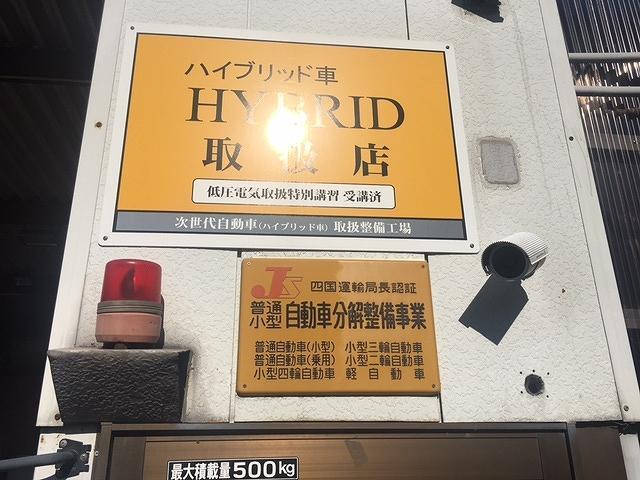 ハイブリッド車
HYBRID
取扱店
低圧電気取扱特別講習 受講済
次世代自動車(ハイブリッド車) 取扱整備工場
JS 四国運輸局長認証
普通
小型 自動車分解整備事業
普通自動車(小型) 小型三輪自動車
普通自動車(乗用) 小型二輪自動車
小型四輪自動車 軽自動車
最大積載量500kg